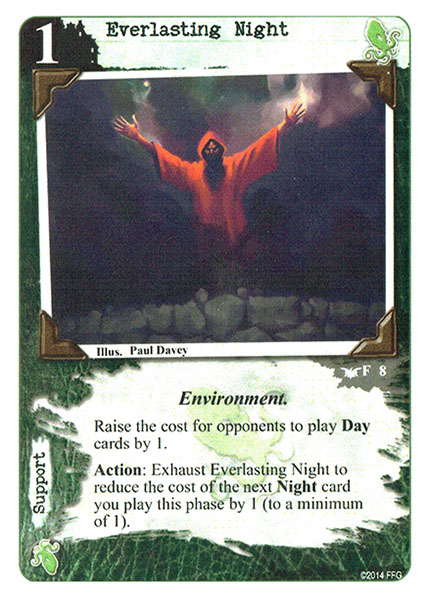 1
Everlasting Night
Illus. Paul Davey
F 8
Environment.
Raise the cost for opponents to play Day
cards by 1.
Action: Exhaust Everlasting Night to
reduce the cost of the next Night card
you play this phase by 1 (to a minimum
of 1).
Support
©2014 FFG